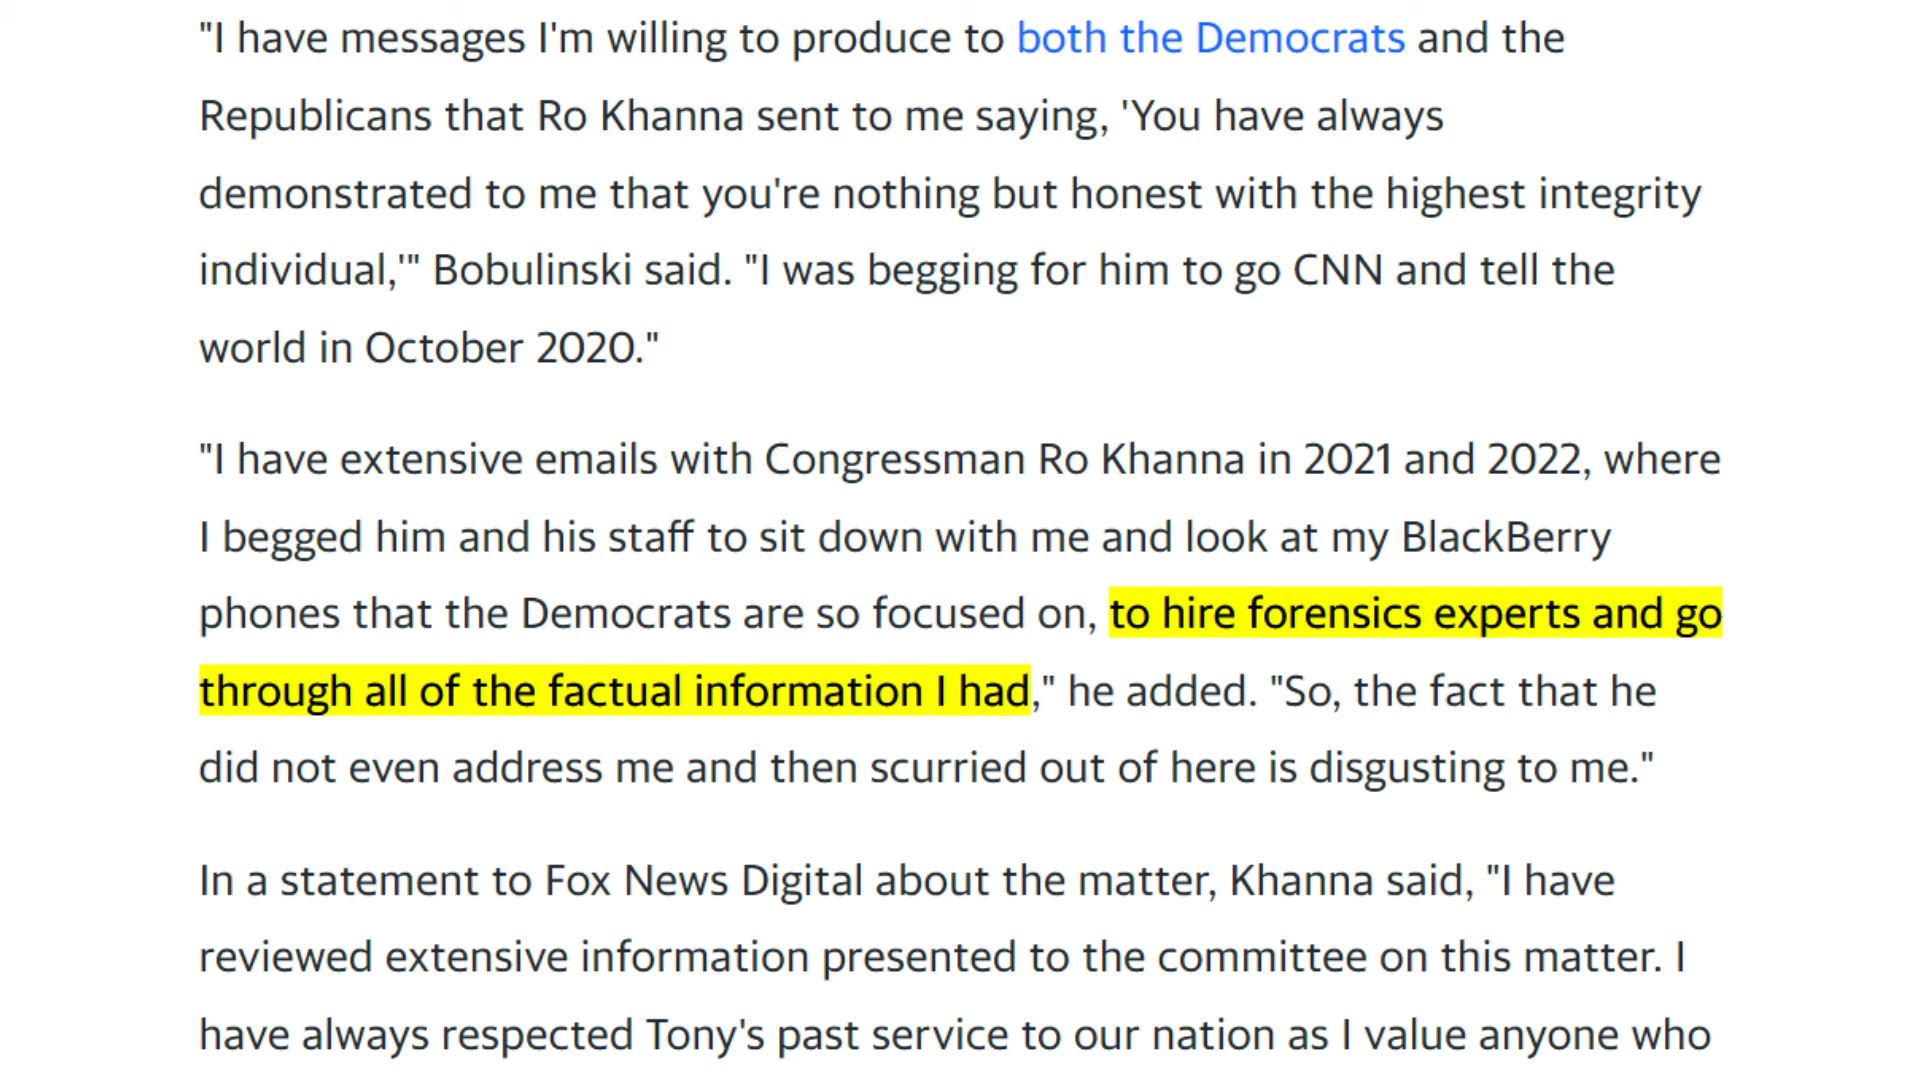 "I have messages I'm willing to produce to both the Democrats and the
Republicans that Ro Khanna sent to me saying, 'You have always
demonstrated to me that you're nothing but honest with the highest integrity
individual,'" Bobulinski said. "I was begging for him to go CNN and tell the
world in October 2020."
"I have extensive emails with Congressman Ro Khanna in 2021 and 2022, where
I begged him and his staff to sit down with me and look at my BlackBerry
phones that the Democrats are so focused on, to hire forensics experts and go
through all of the factual information I had," he added. "So, the fact that he
did not even address me and then scurried out of here is disgusting to me."
In a statement to Fox News Digital about the matter, Khanna said, "I have
reviewed extensive information presented to the committee on this matter. I
have always respected Tony's past service to our nation as I value anyone who